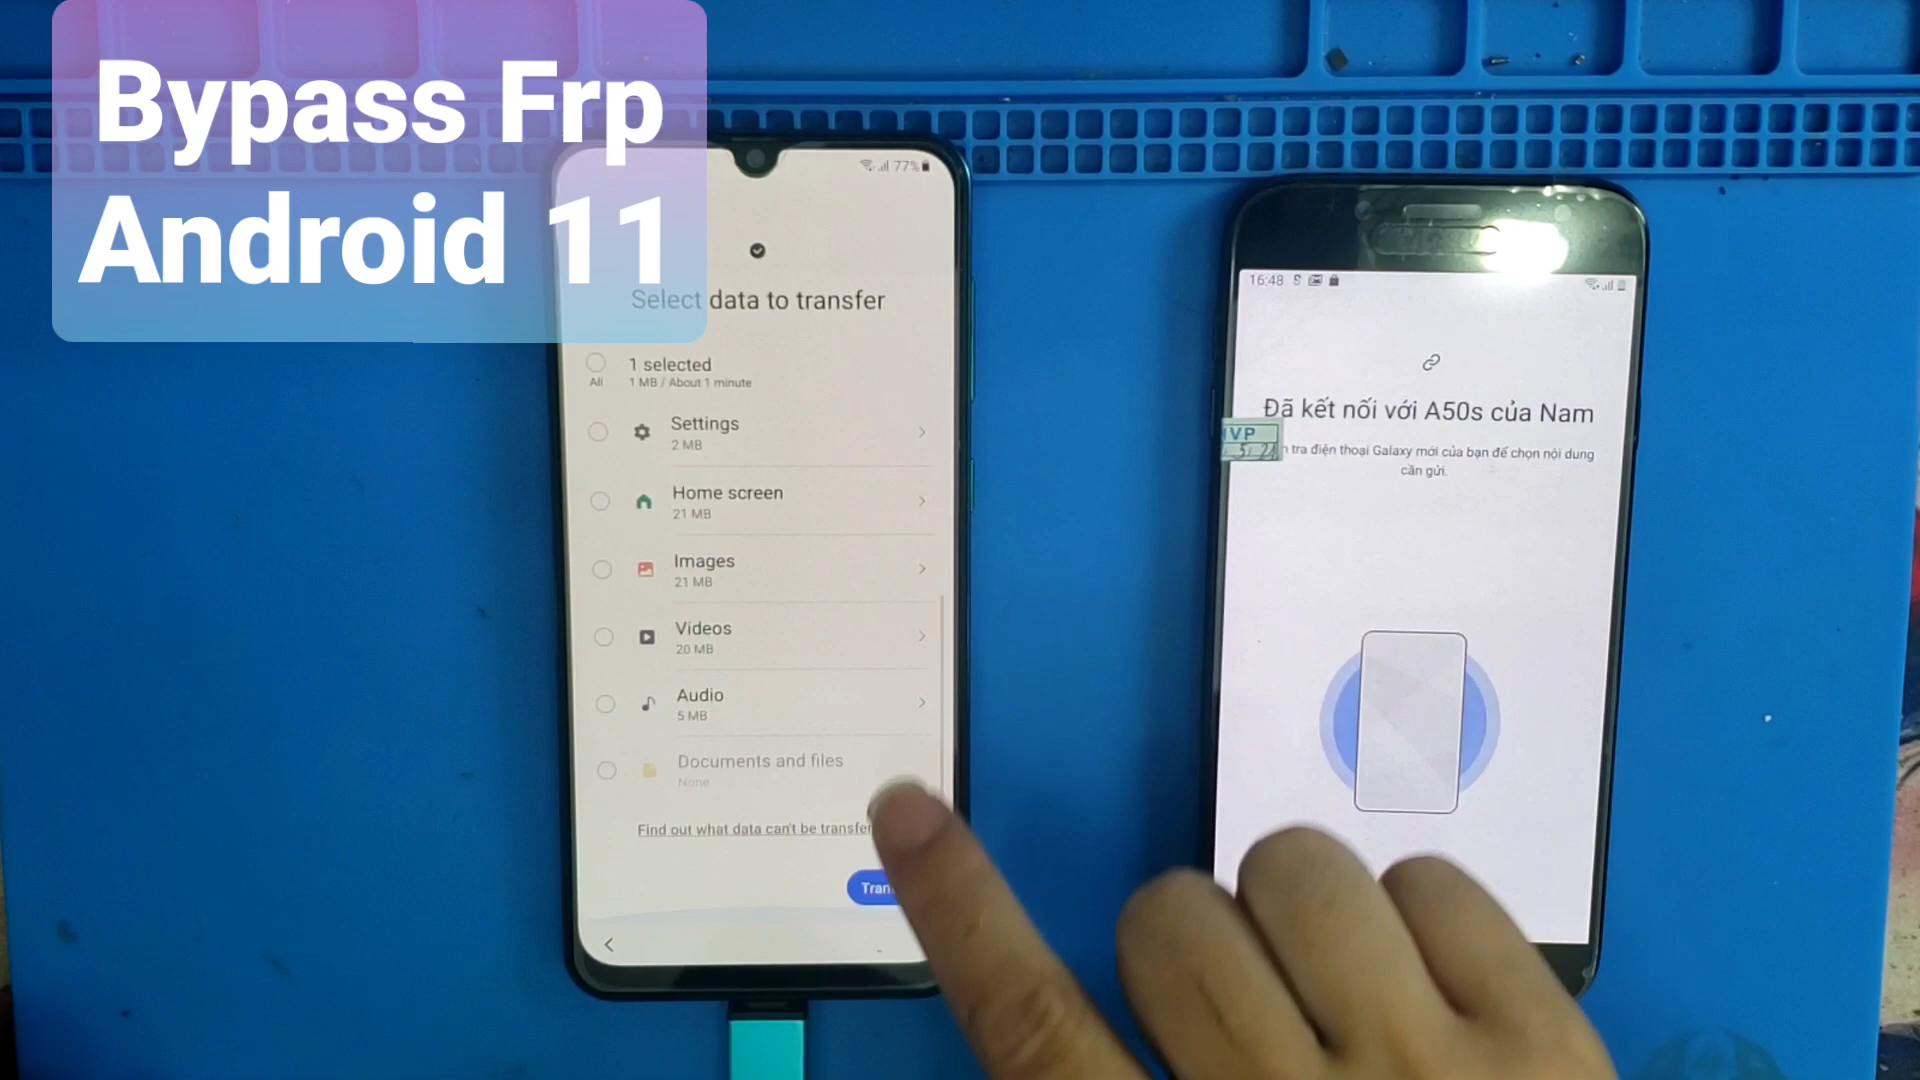 Bypass Frp
Android 11
77%
Select data to transfer
1 selected
All
1 MB / About 1 minute
Settings
2 MB
Home screen
21 MB
Images
21 MB
Videos
20 MB
Audio
5 MB
Documents and files
None
Find out what data can't be
16:48
Đã kết nối với A50s của Nam
tra điện thoại Galaxy mới của bạn để chọn nội dung
cần gửi.
VP